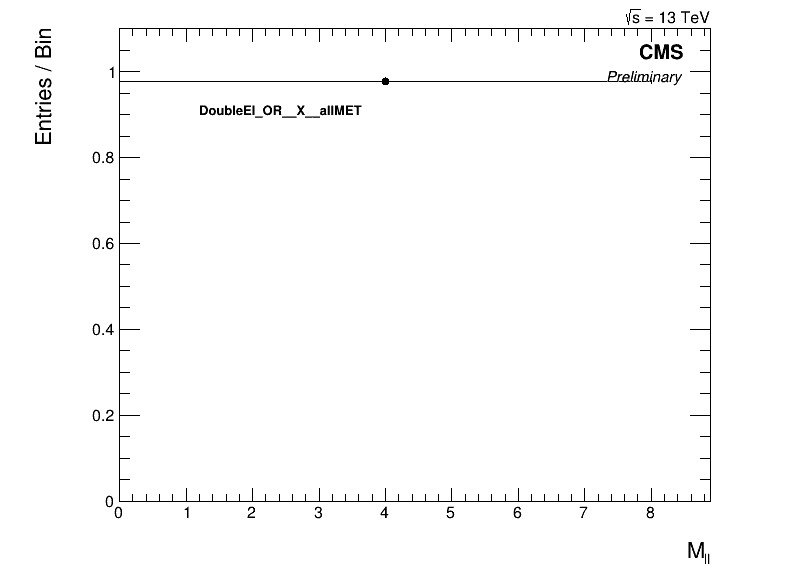 √s = 13 TeV
CMS
Preliminary
DoubleEl_OR__X__allMET
Entries / Bin
1
0.8
0.6
0.4
0.2
0
0 1 2 3 4 5 6 7 8
M_ll